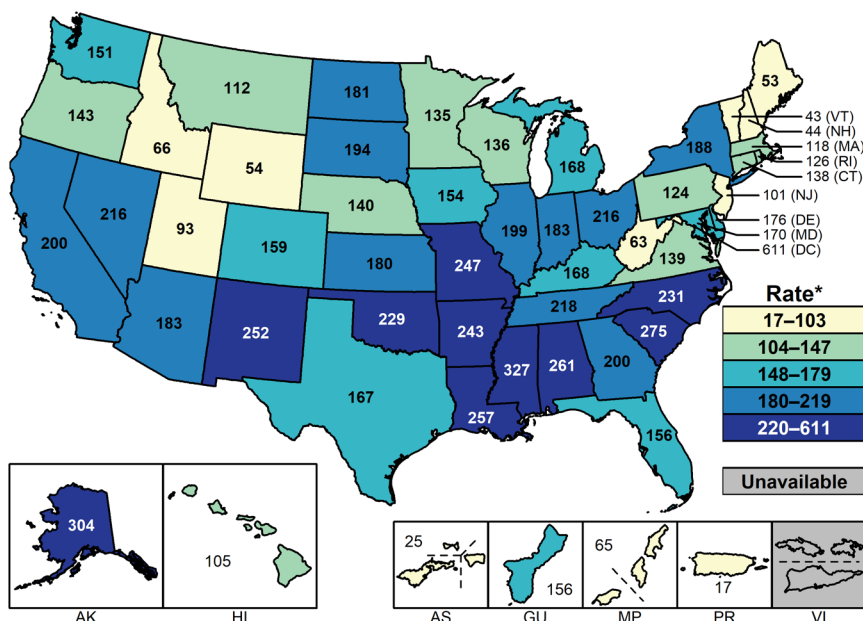 151
53
112
181
135
43 (VT)
143
44 (NH)
136
188
118 (MA)
66
194
168
126 (RI)
54
138 (CT)
154
124
101 (NJ)
140
216
216
93
199
183
63
176 (DE)
200
159
170 (MD)
180
139
611 (DC)
247
168
183
252
229
218
231
Rate*
243
275
17–103
327
261
200
104–147
167
148–179
257
156
180–219
220–611
Unavailable
304
105
25
156
65
17
AK
HI
AS
GU
MP
PR
VI